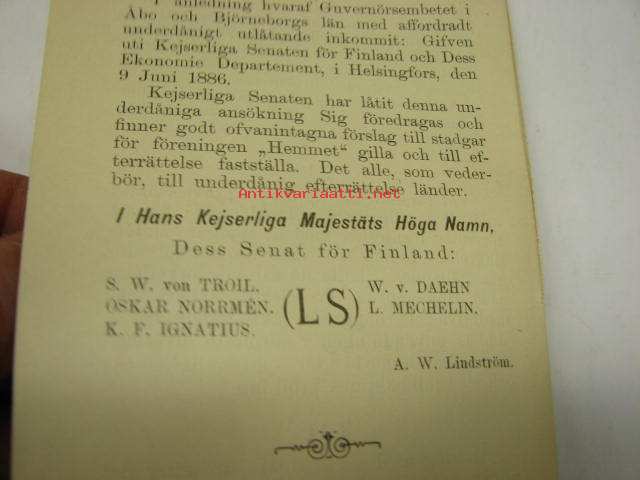 I anledning hvaraf Guvernörsembetet i
Åbo och Björneborgs län med affordradt
underdånigt utlåtande inkommit: Gifven
uti Kejserliga Senaten för Finland och Dess
Ekonomie Departement, i Helsingfors, den
9 Juni 1886.
Kejserliga Senaten har låtit denna un-
derdåniga ansökning Sig föredragas och
finner godt ofvanintagna förslag till stadgar
för föreningen „Hemmet“ gilla och till ef-
terrättelse fastställa. Det alle, som veder-
bör, till underdånig efterrättelse länder.
Antikvariaatti.net
I Hans Kejserliga Majestäts Höga Namn,
Dess Senat för Finland:
S. W. von TROIL.
OSKAR NORRMÉN.
K. F. IGNATIUS.
(L S)
W. v. DAEHN
L. MECHELIN.
A. W. Lindström.